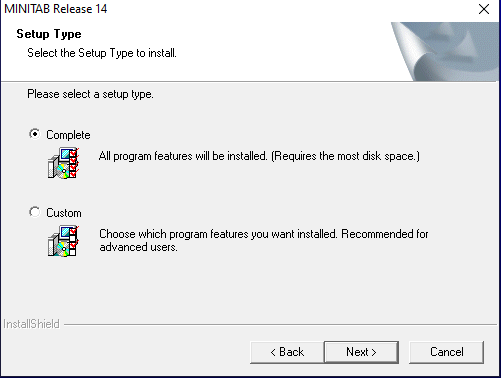 MINITAB Release 14
Setup Type
Select the Setup Type to install.
Please select a setup type.
Complete
All program features will be installed. (Requires the most disk space.)
Custom
Choose which program features you want installed. Recommended for
advanced users.
InstallShield
< Back
Next >
Cancel